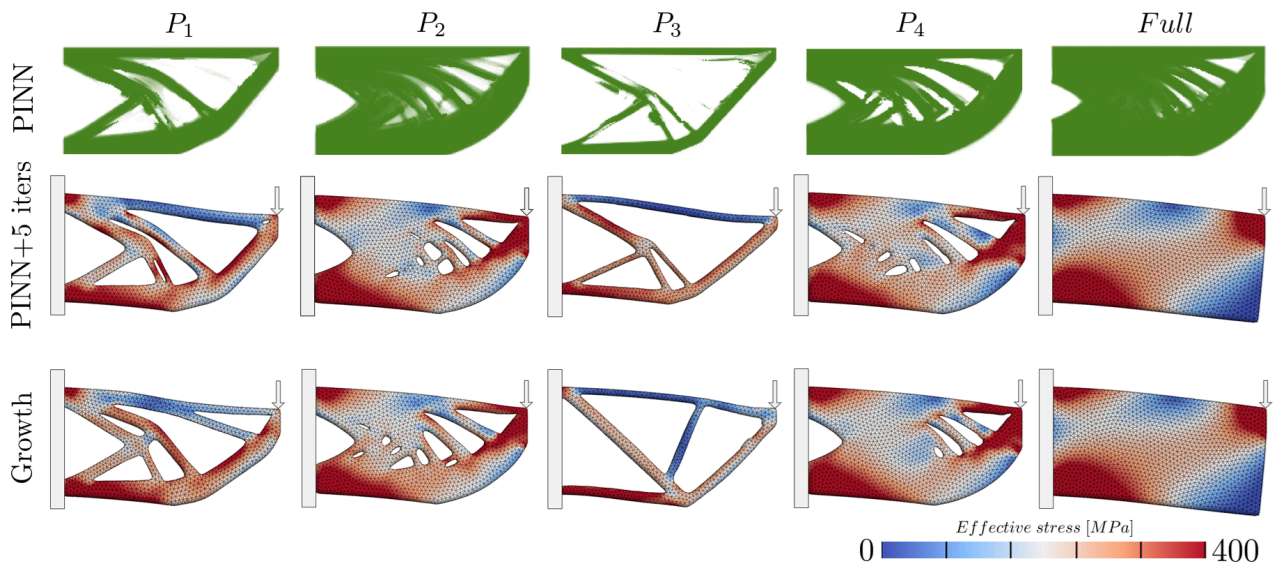 P₁ P₂ P₃ P₄ Full
PINN
PINN+5 iters
Growth
Effective stress [MPa]
0 400